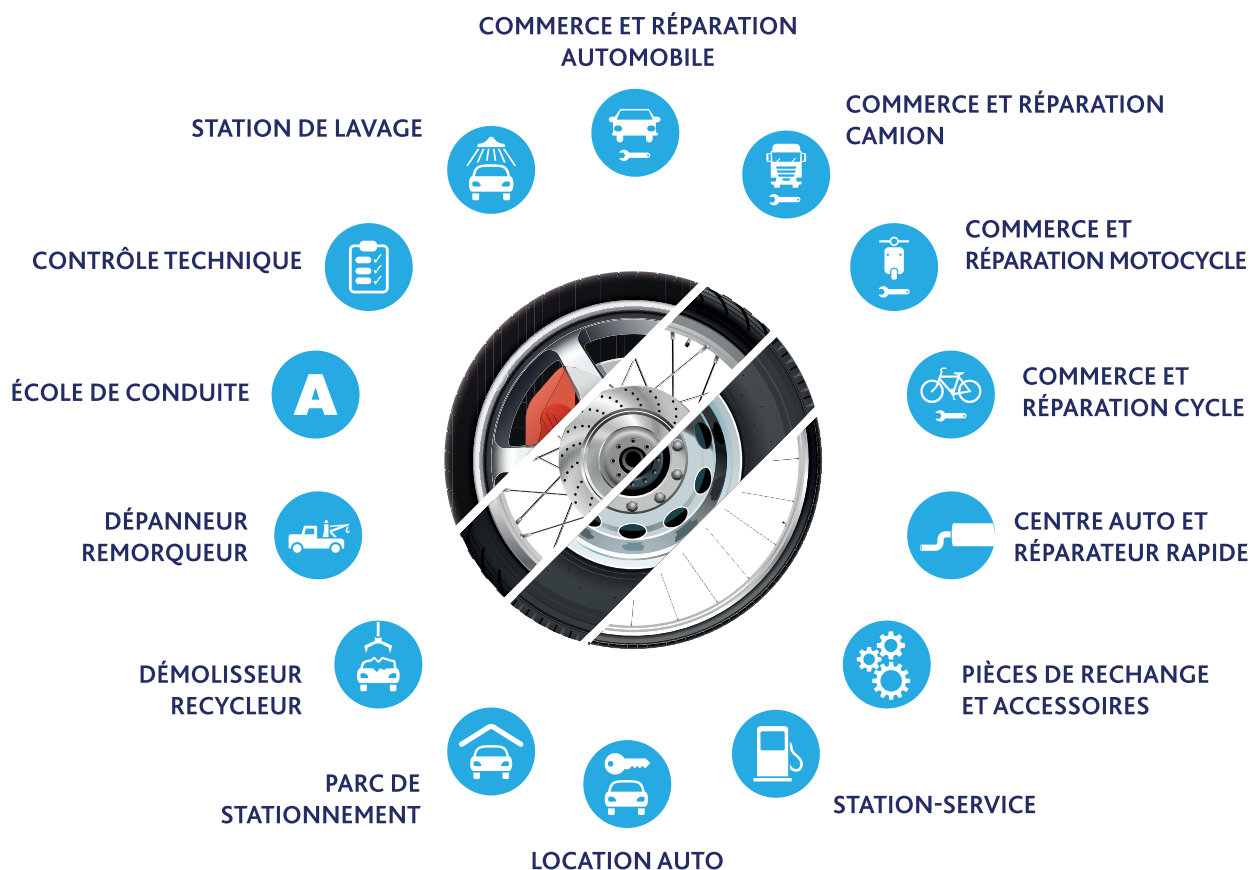 COMMERCE ET RÉPARATION
AUTOMOBILE
COMMERCE ET RÉPARATION
CAMION
COMMERCE ET
RÉPARATION MOTOCYCLE
COMMERCE ET
RÉPARATION CYCLE
CENTRE AUTO ET
RÉPARATEUR RAPIDE
PIÈCES DE RECHANGE
ET ACCESSOIRES
STATION-SERVICE
LOCATION AUTO
PARC DE
STATIONNEMENT
DÉMOLISSEUR
RECYCLEUR
DÉPANNEUR
REMORQUEUR
ÉCOLE DE CONDUITE
A
CONTRÔLE TECHNIQUE
STATION DE LAVAGE